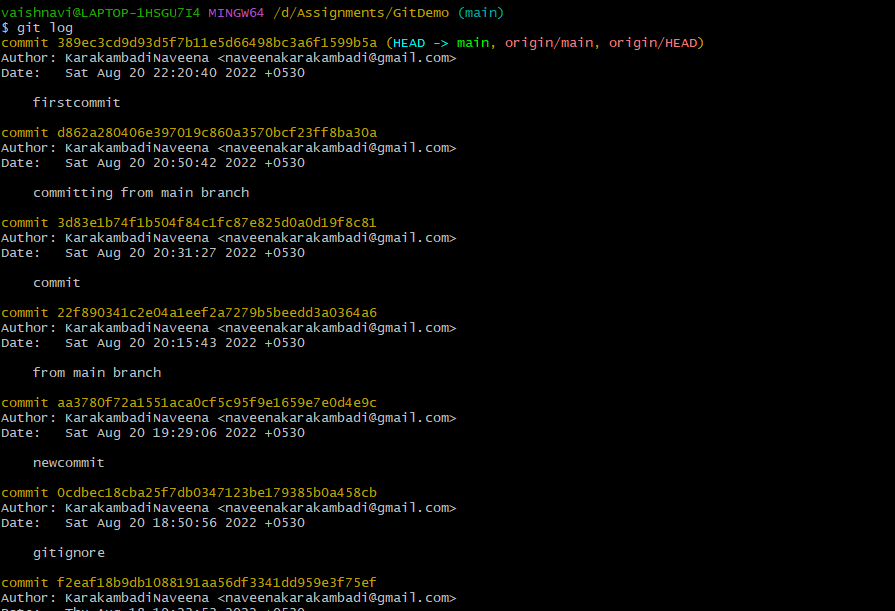 vaishnavi@LAPTOP-1HSGU7I4 MINGW64 /d/Assignments/GitDemo (main)
$ git log
commit 389ec3cd9d93d5f7b11e5d66498bc3a6f1599b5a (HEAD -> main, origin/main, origin/HEAD)
Author: KarakambadiNaveena <naveenakarakambadi@gmail.com>
Date:   Sat Aug 20 22:20:40 2022 +0530
    firstcommit
commit d862a280406e397019c860a3570bcf23ff8ba30a
Author: KarakambadiNaveena <naveenakarakambadi@gmail.com>
Date:   Sat Aug 20 20:50:42 2022 +0530
    committing from main branch
commit 3d83e1b74f1b504f84c1fc87e825d0a0d19f8c81
Author: KarakambadiNaveena <naveenakarakambadi@gmail.com>
Date:   Sat Aug 20 20:31:27 2022 +0530
    commit
commit 22f890341c2e04a1eef2a7279b5beedd3a0364a6
Author: KarakambadiNaveena <naveenakarakambadi@gmail.com>
Date:   Sat Aug 20 20:15:43 2022 +0530
    from main branch
commit aa3780f72a1551aca0cf5c95f9e1659e7e0d4e9c
Author: KarakambadiNaveena <naveenakarakambadi@gmail.com>
Date:   Sat Aug 20 19:29:06 2022 +0530
    newcommit
commit 0cdbec18cba25f7db0347123be179385b0a458cb
Author: KarakambadiNaveena <naveenakarakambadi@gmail.com>
Date:   Sat Aug 20 18:50:56 2022 +0530
    gitignore
commit f2eaf18b9db1088191aa56df3341dd959e3f75ef
Author: KarakambadiNaveena <naveenakarakambadi@gmail.com>